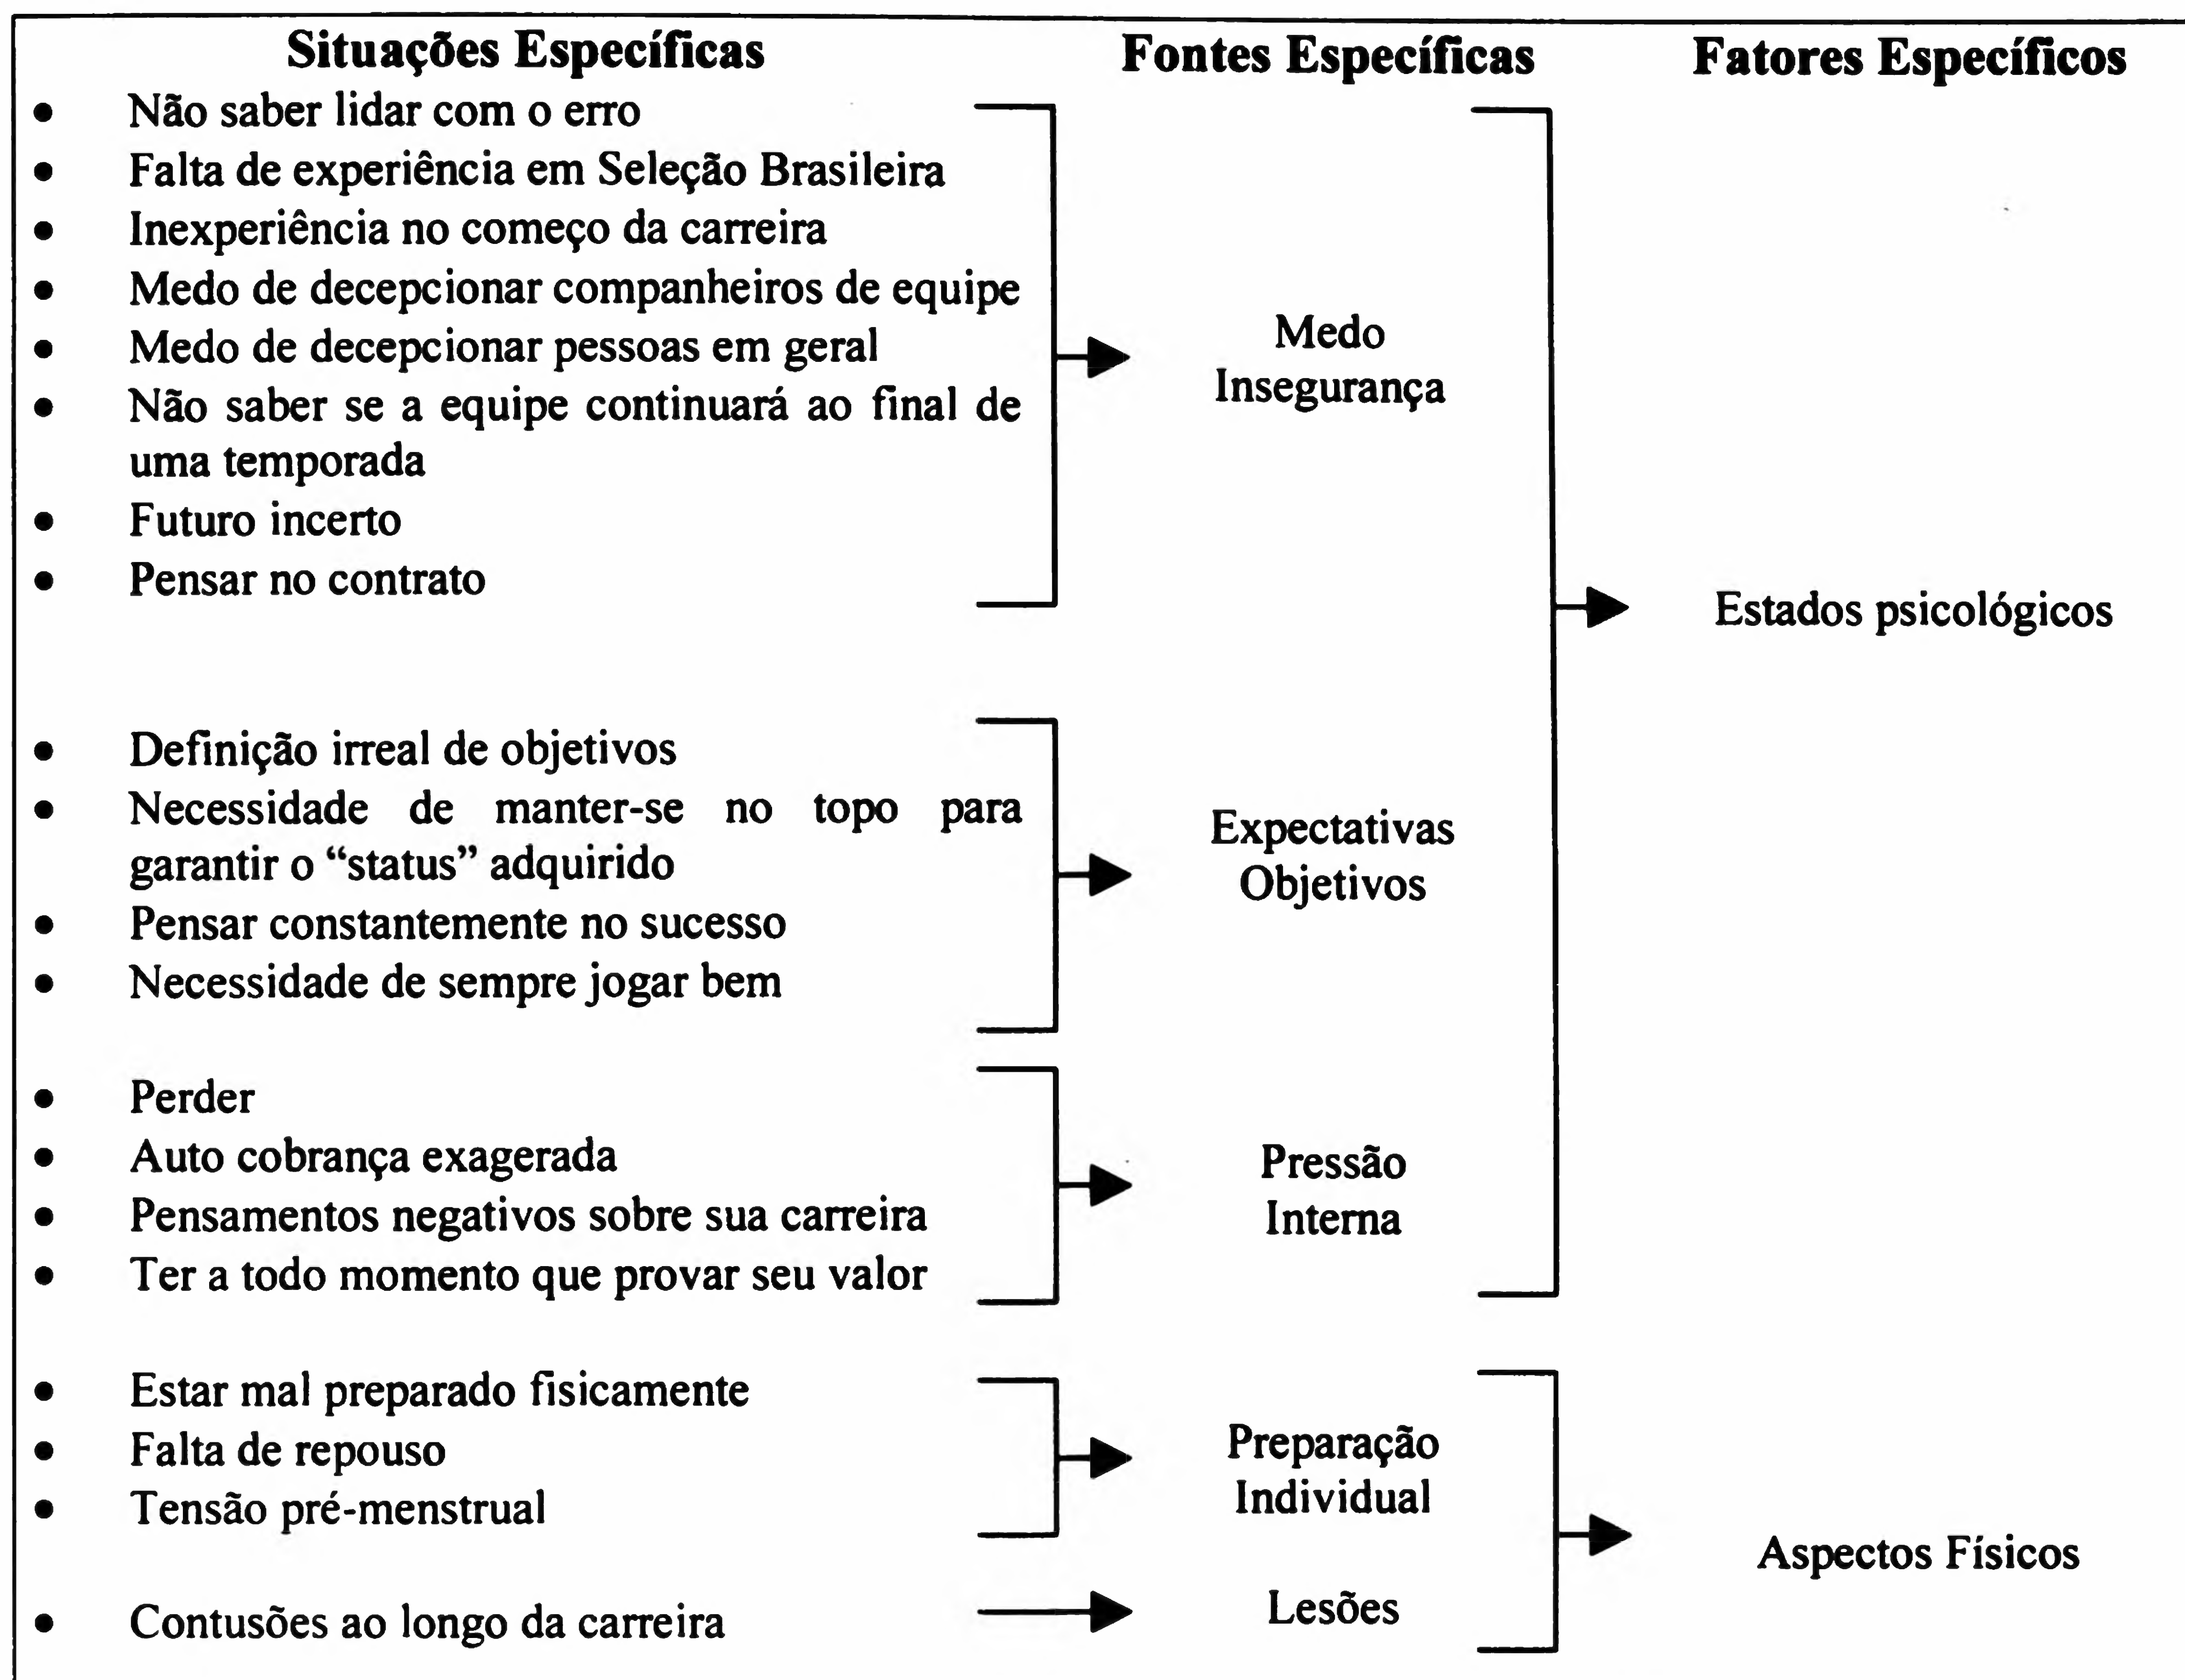 Situações Específicas
Fontes Específicas
Fatores Específicos
• Não saber lidar com o erro
• Falta de experiência em Seleção Brasileira
• Inexperiência no começo da carreira
• Medo de decepcionar companheiros de equipe
• Medo de decepcionar pessoas em geral
• Não saber se a equipe continuará ao final de
uma temporada
• Futuro incerto
• Pensar no contrato
Medo
Insegurança
• Definição irreal de objetivos
• Necessidade de manter-se no topo para
garantir o “status” adquirido
• Pensar constantemente no sucesso
• Necessidade de sempre jogar bem
Expectativas
Objetivos
• Perder
• Auto cobrança exagerada
• Pensamentos negativos sobre sua carreira
• Ter a todo momento que provar seu valor
Pressão
Interna
Estados psicológicos
• Estar mal preparado fisicamente
• Falta de repouso
• Tensão pré-menstrual
Preparação
Individual
• Contusões ao longo da carreira
Lesões
Aspectos Físicos